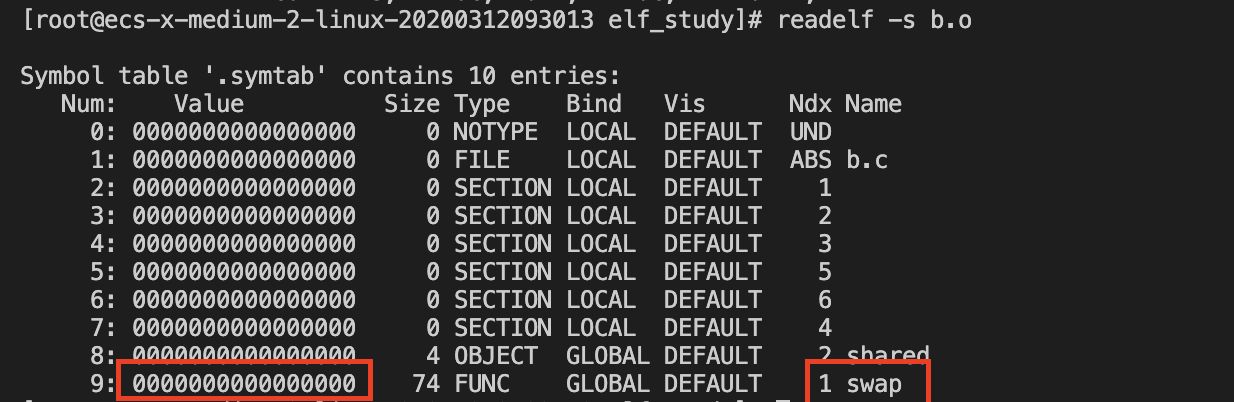 [root@ecs-x-medium-2-linux-20200312093013 elf_study]# readelf -s b.o
Symbol table '.symtab' contains 10 entries:
Num: Value Size Type Bind Vis Ndx Name
0: 0000000000000000 0 NOTYPE LOCAL DEFAULT UND
1: 0000000000000000 0 FILE LOCAL DEFAULT ABS b.c
2: 0000000000000000 0 SECTION LOCAL DEFAULT 1
3: 0000000000000000 0 SECTION LOCAL DEFAULT 2
4: 0000000000000000 0 SECTION LOCAL DEFAULT 3
5: 0000000000000000 0 SECTION LOCAL DEFAULT 5
6: 0000000000000000 0 SECTION LOCAL DEFAULT 6
7: 0000000000000000 0 SECTION LOCAL DEFAULT 4
8: 0000000000000000 4 OBJECT GLOBAL DEFAULT 2 shared
9: 0000000000000000 74 FUNC GLOBAL DEFAULT 1 swap